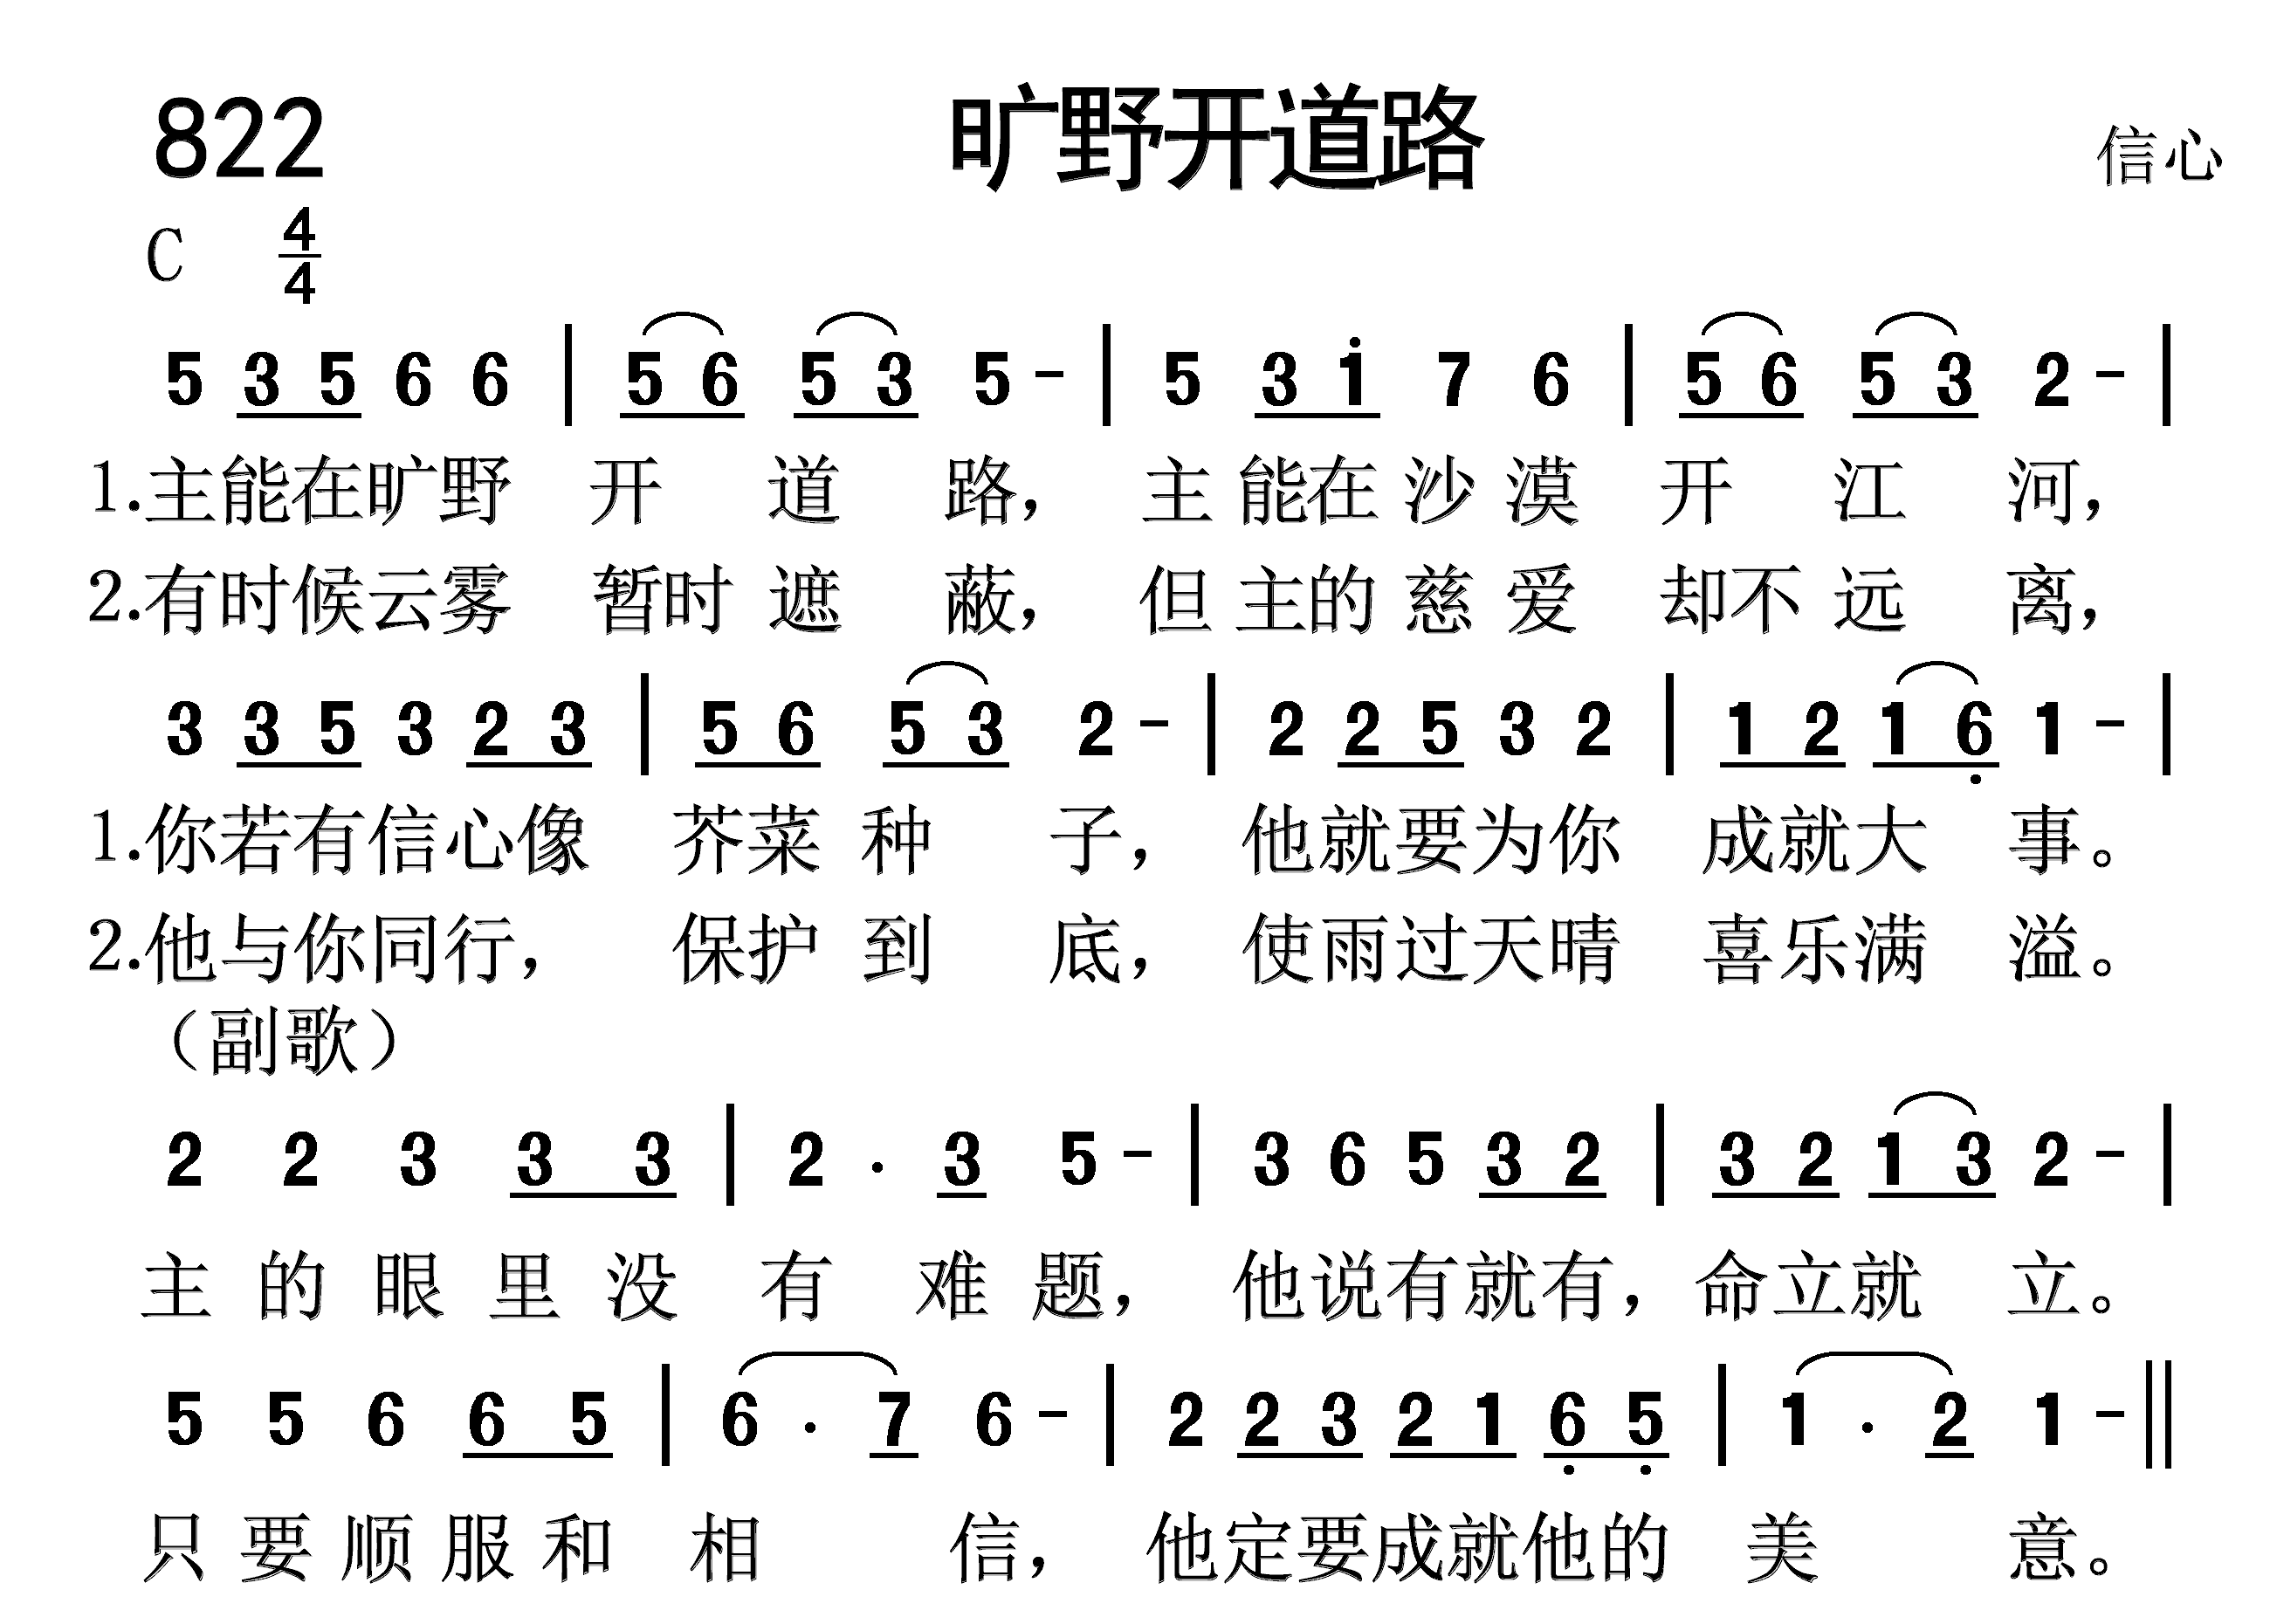 822 旷野开道路 信心
C 4/4
5 3 5 6 6 | 5 6 5 3 5 - | 5 3 i 7 6 | 5 6 5 3 2 - |
1.主能在旷野 开 道 路， 主 能在 沙 漠 开 江 河，
2.有时候云雾 暂时 遮 蔽， 但 主的 慈 爱 却不 远 离，
3 3 5 3 2 3 | 5 6 5 3 2 - | 2 2 5 3 2 | 1 2 1 6̣ 1 - |
1.你若有信心像 芥菜 种 子， 他就要为你 成就大 事。
2.他与你同行， 保护 到 底， 使雨过天晴 喜乐满 溢。
（副歌）
2 2 3 3 3 | 2 · 3 5 - | 3 6 5 3 2 | 3 2 1 3 2 - |
主 的 眼 里 没 有 难 题， 他说有就有， 命立就 立。
5 5 6 6 5 | 6 · 7 6 - | 2 2 3 2 1 6̣ 5̣ | 1 · 2 1 - ||
只 要 顺 服 和 相 信， 他定要成就他的 美 意。